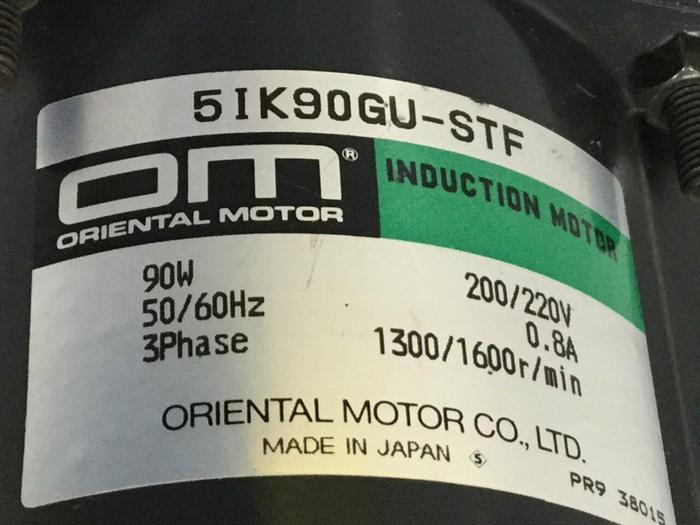 5IK90GU-STF
om®
ORIENTAL MOTOR
INDUCTION MOTOR
90W 200/220V
50/60Hz 0.8A
3Phase 1300/1600r/min
ORIENTAL MOTOR CO., LTD.
MADE IN JAPAN S
PR9 38015